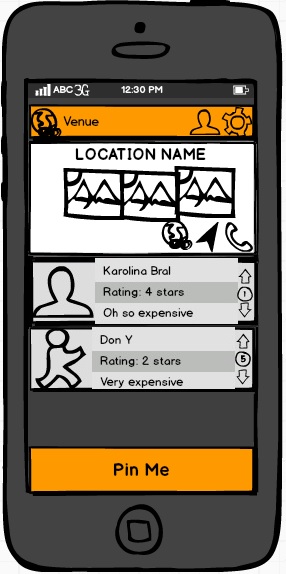 ABC 3G 12:30 PM
Venue
LOCATION NAME
Karolina Bral
Rating: 4 stars
1
Oh so expensive
Don Y
Rating: 2 stars
5
Very expensive
Pin Me